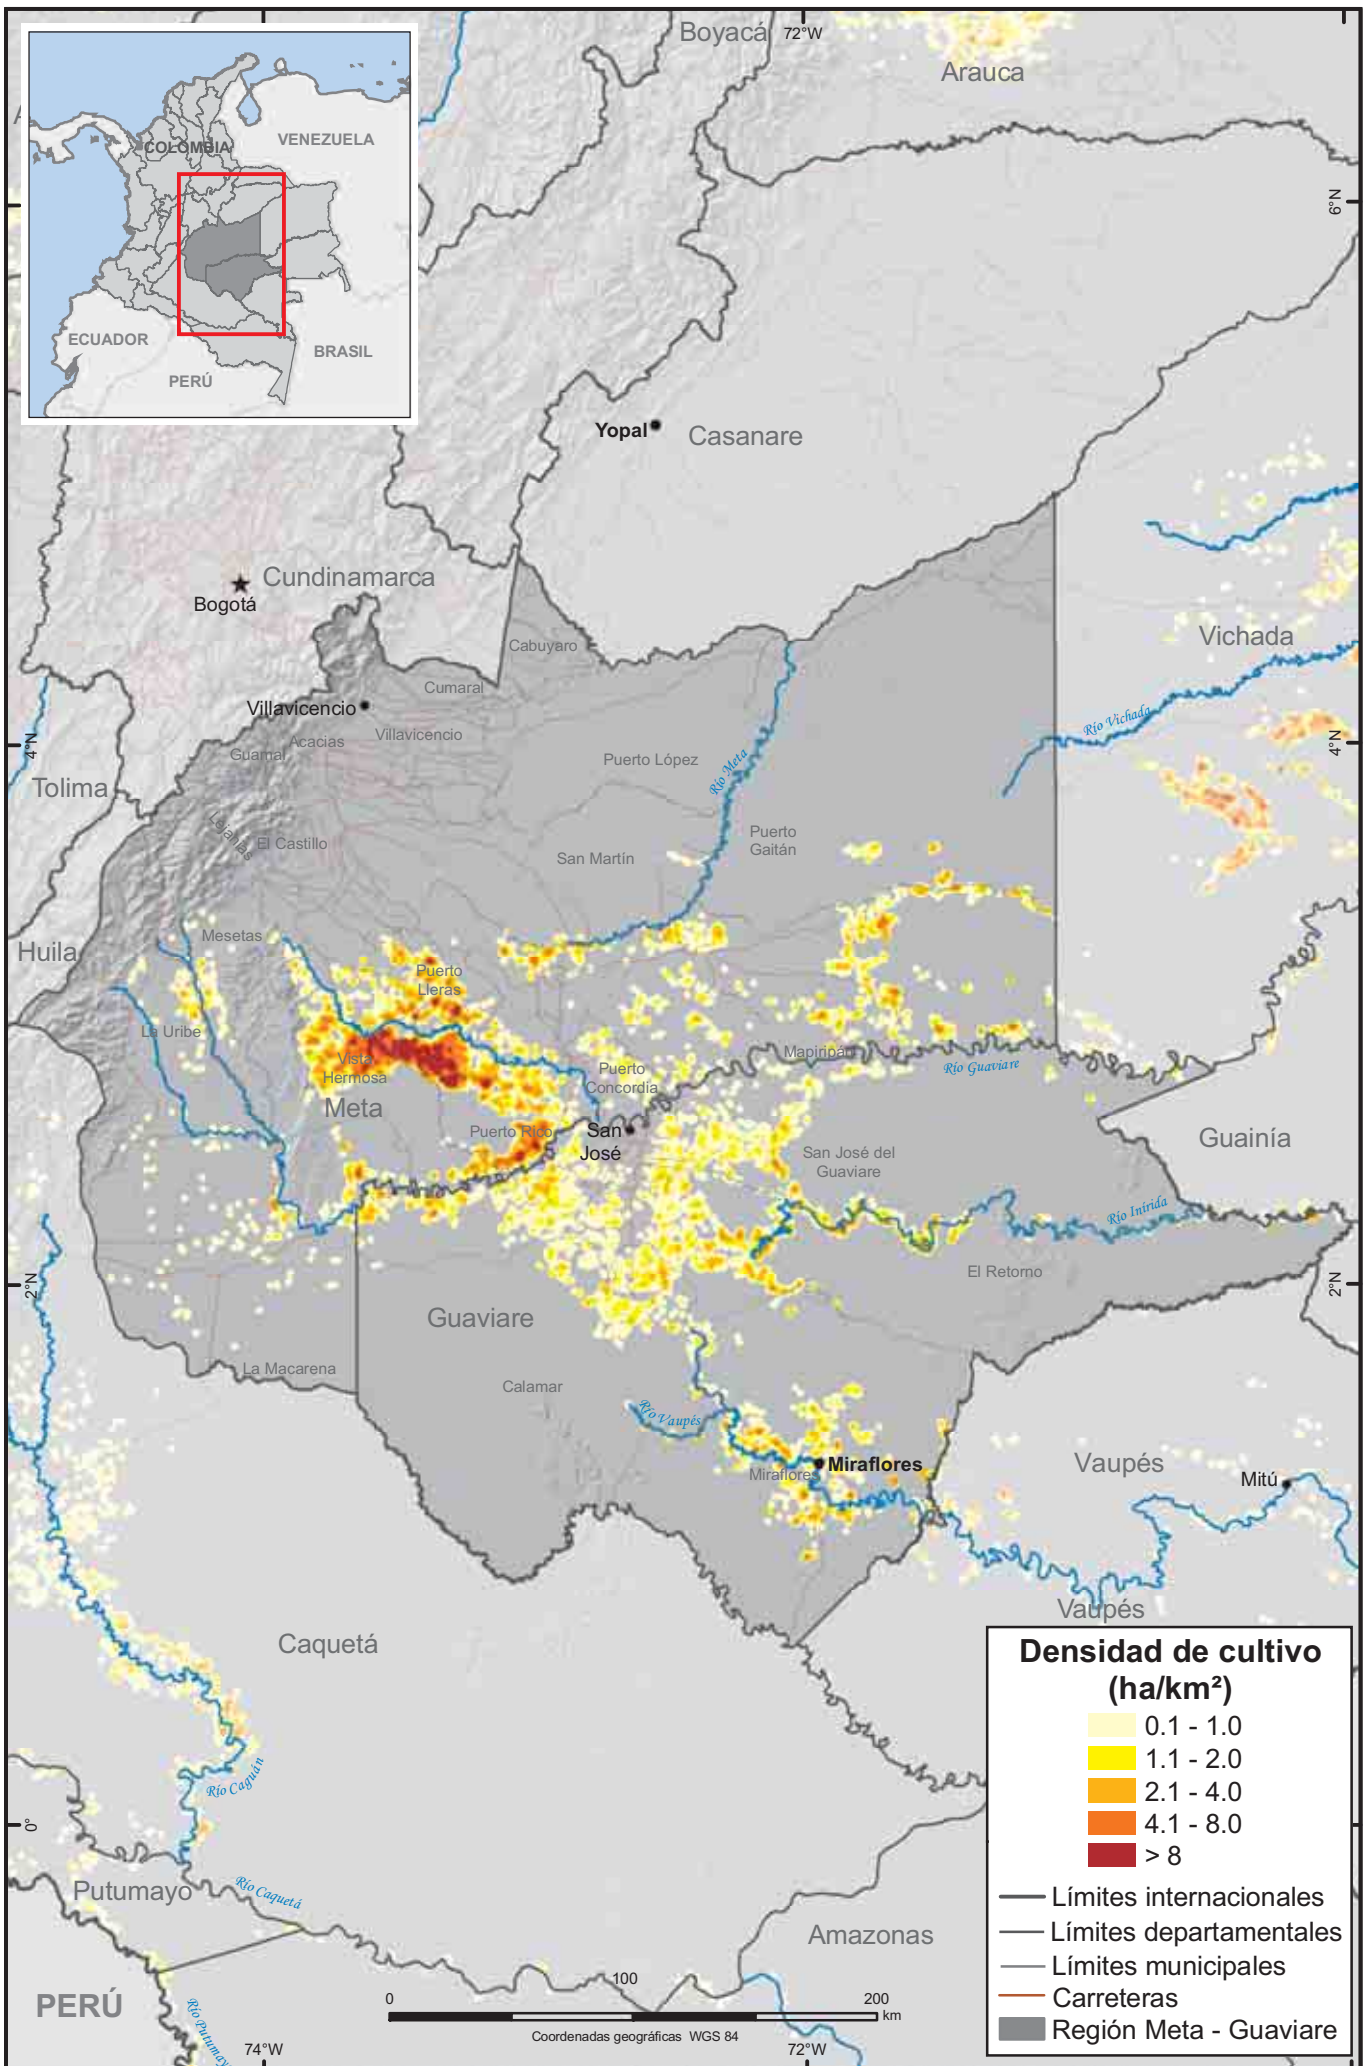 Boyacá
72°W
Arauca
A
COLOMBIA
VENEZUELA
ECUADOR
PERÚ
BRASIL
6°N
Yopal
Casanare
Cundinamarca
Bogotá
Cabuyaro
Vichada
Cumaral
Villavicencio
Villavicencio
Río Vichada
Acacias
Guamal
4°N
4°N
Puerto López
Río Meta
Tolima
Lejanías
El Castillo
Puerto
Gaitán
San Martín
Mesetas
Huila
Puerto
Lleras
La Uribe
Vista
Hermosa
Mapiripán
Río Guaviare
Puerto
Concordia
Meta
Puerto Rico
San
José
San José del
Guaviare
Guainía
Río Inírida
El Retorno
2°N
2°N
Guaviare
La Macarena
Calamar
Río Vaupés
Miraflores
Miraflores
Vaupés
Mitú
Vaupés
Caquetá
Río Caguán
0°
Putumayo
Río Caquetá
Amazonas
PERÚ
Río Putumayo
Densidad de cultivo
(ha/km²)
0.1 - 1.0
1.1 - 2.0
2.1 - 4.0
4.1 - 8.0
> 8
Límites internacionales
Límites departamentales
Límites municipales
Carreteras
Región Meta - Guaviare
100
0
200
km
Coordenadas geográficas WGS 84
74°W
72°W